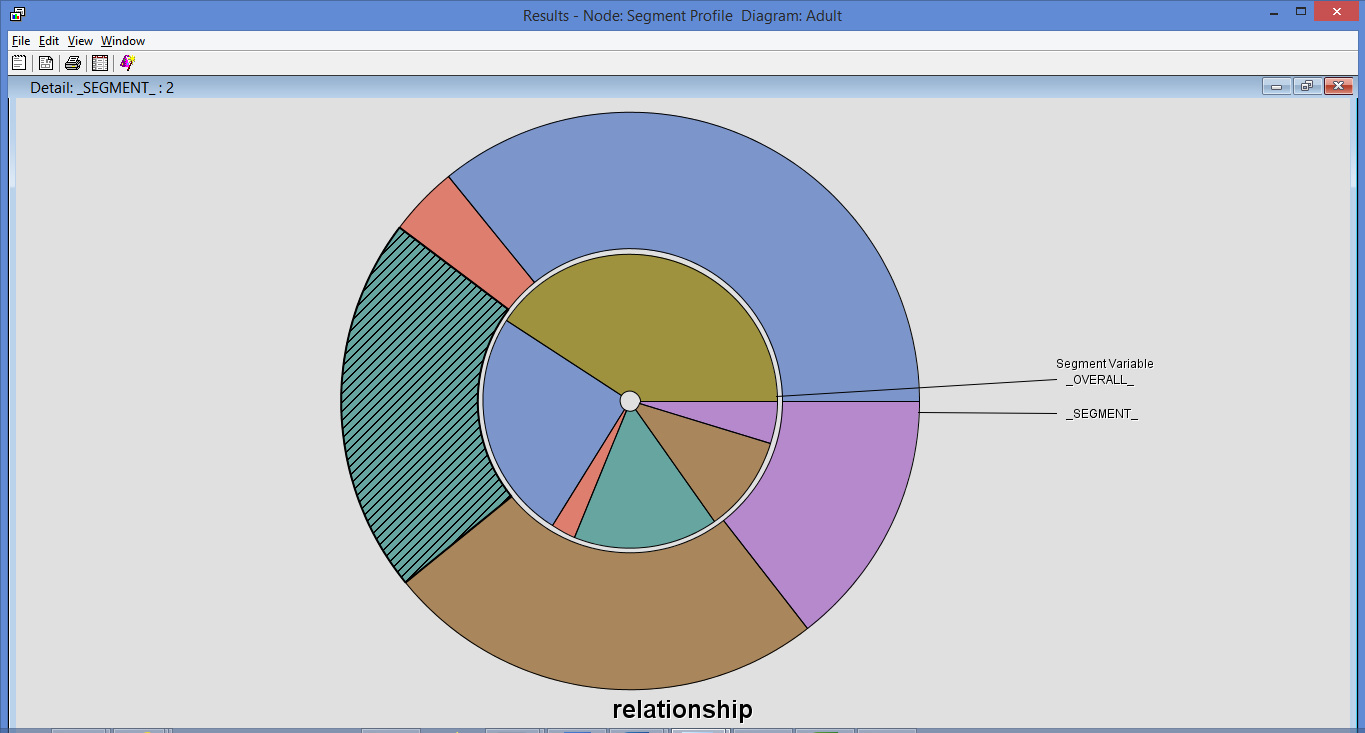 Results - Node: Segment Profile  Diagram: Adult
File Edit View Window
Detail: _SEGMENT_ : 2
Segment Variable
_OVERALL_
_SEGMENT_
relationship